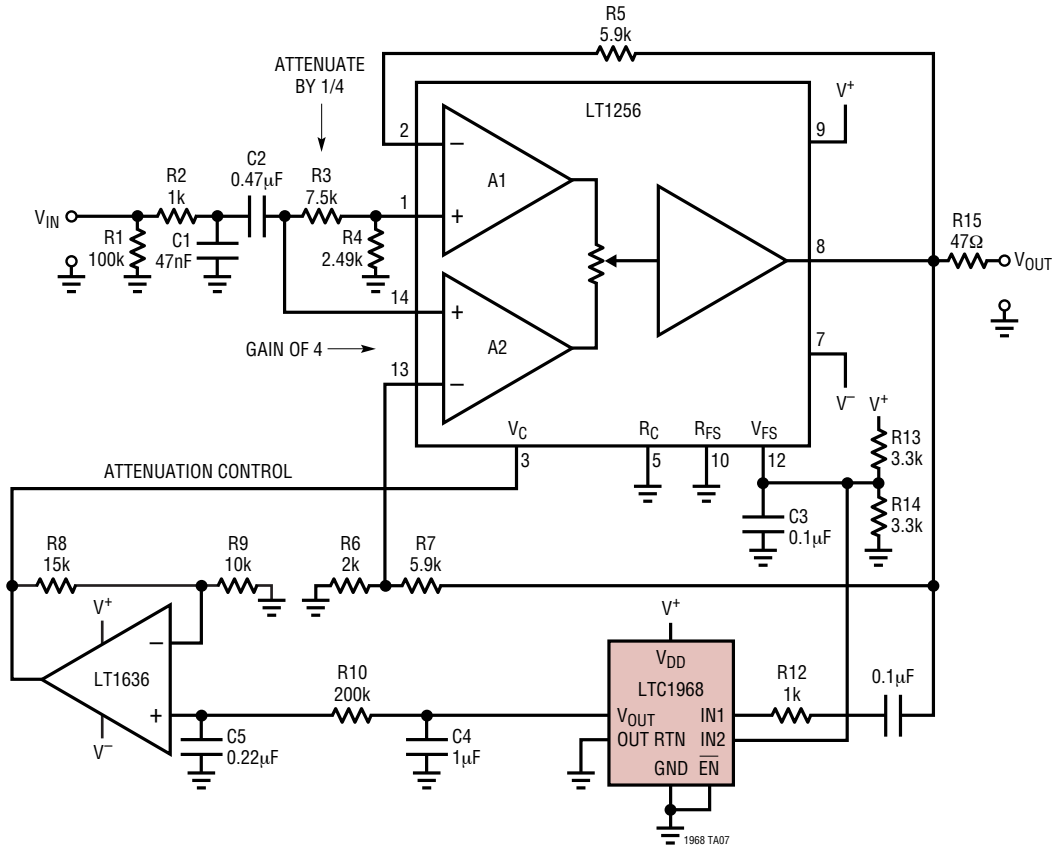 R5
5.9k
ATTENUATE
BY 1/4
LT1256
V+
9
2
−
A1
C2
0.47µF
R2
1k
R3
7.5k
1
+
VIN
R1
100k
C1
47nF
R4
2.49k
R15
47Ω
8
VOUT
14
+
GAIN OF 4
A2
13
−
7
V−
V+
VC
RC
RFS
VFS
3
5
10
12
R13
3.3k
ATTENUATION CONTROL
C3
0.1µF
R14
3.3k
R8
15k
R9
10k
R6
2k
R7
5.9k
V+
−
V+
VDD
LT1636
LTC1968
R10
200k
R12
1k
0.1µF
+
VOUT
IN1
V−
C5
0.22µF
C4
1µF
OUT RTN
IN2
GND
EN
1968 TA07